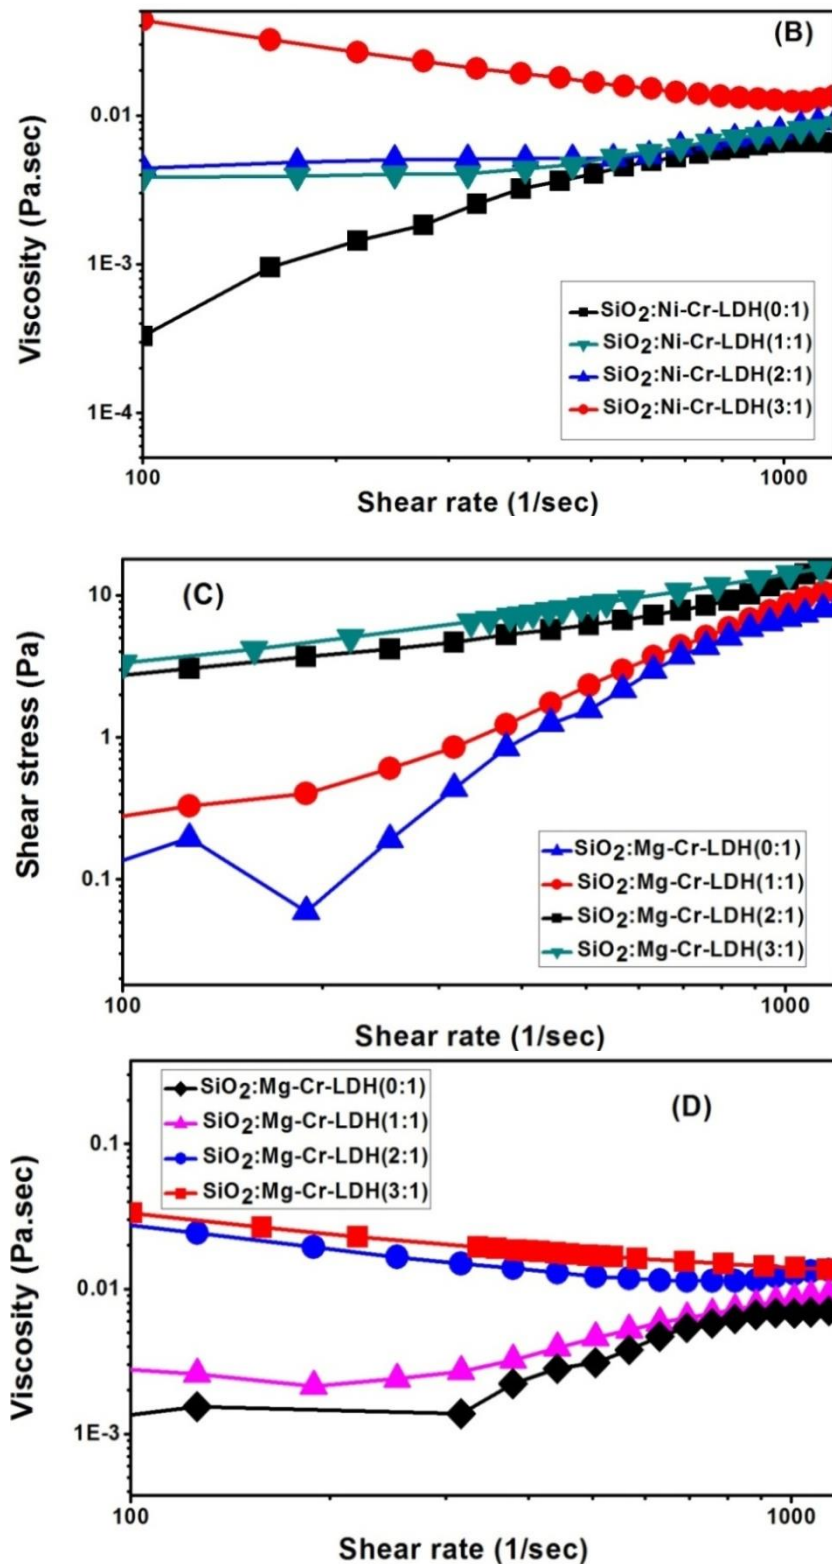 (B)
Viscosity (Pa.sec)
0.01
1E-3
1E-4
SiO2:Ni-Cr-LDH(0:1)
SiO2:Ni-Cr-LDH(1:1)
SiO2:Ni-Cr-LDH(2:1)
SiO2:Ni-Cr-LDH(3:1)
100
1000
Shear rate (1/sec)
(C)
Shear stress (Pa)
10
1
0.1
SiO2:Mg-Cr-LDH(0:1)
SiO2:Mg-Cr-LDH(1:1)
SiO2:Mg-Cr-LDH(2:1)
SiO2:Mg-Cr-LDH(3:1)
100
1000
Shear rate (1/sec)
SiO2:Mg-Cr-LDH(0:1)
SiO2:Mg-Cr-LDH(1:1)
SiO2:Mg-Cr-LDH(2:1)
SiO2:Mg-Cr-LDH(3:1)
(D)
Viscosity (Pa.sec)
0.1
0.01
1E-3
100
1000
Shear rate (1/sec)